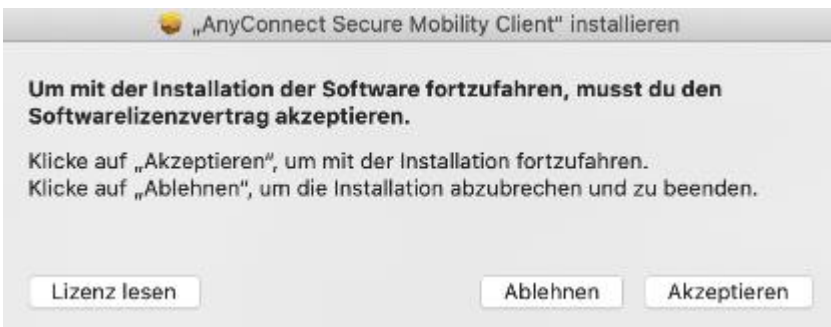 „AnyConnect Secure Mobility Client“ installieren
Um mit der Installation der Software fortzufahren, musst du den
Softwarelizenzvertrag akzeptieren.
Klicke auf „Akzeptieren“, um mit der Installation fortzufahren.
Klicke auf „Ablehnen“, um die Installation abzubrechen und zu beenden.
Lizenz lesen
Ablehnen
Akzeptieren